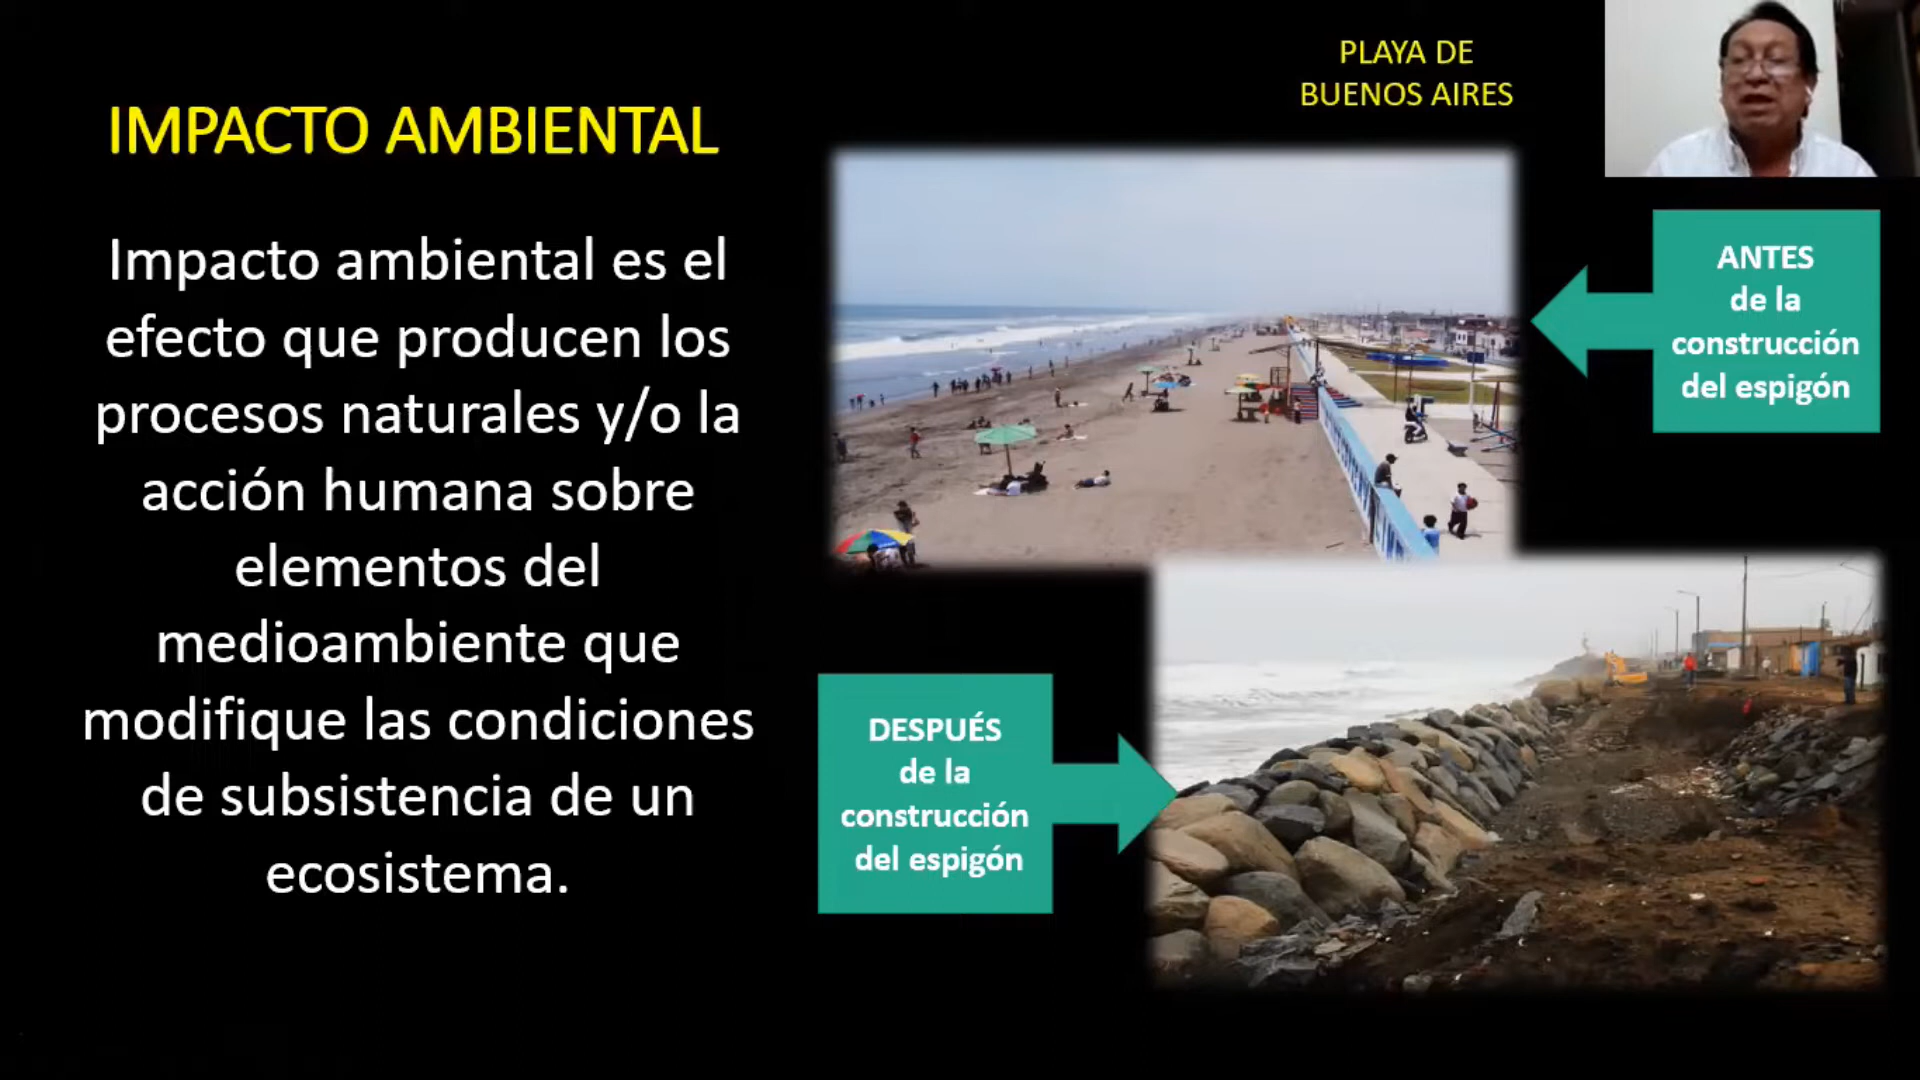 IMPACTO AMBIENTAL
Impacto ambiental es el
efecto que producen los
procesos naturales y/o la
acción humana sobre
elementos del
medioambiente que
modifique las condiciones
de subsistencia de un
ecosistema.
PLAYA DE
BUENOS AIRES
ANTES
de la
construcción
del espigón
DESPUÉS
de la
construcción
del espigón